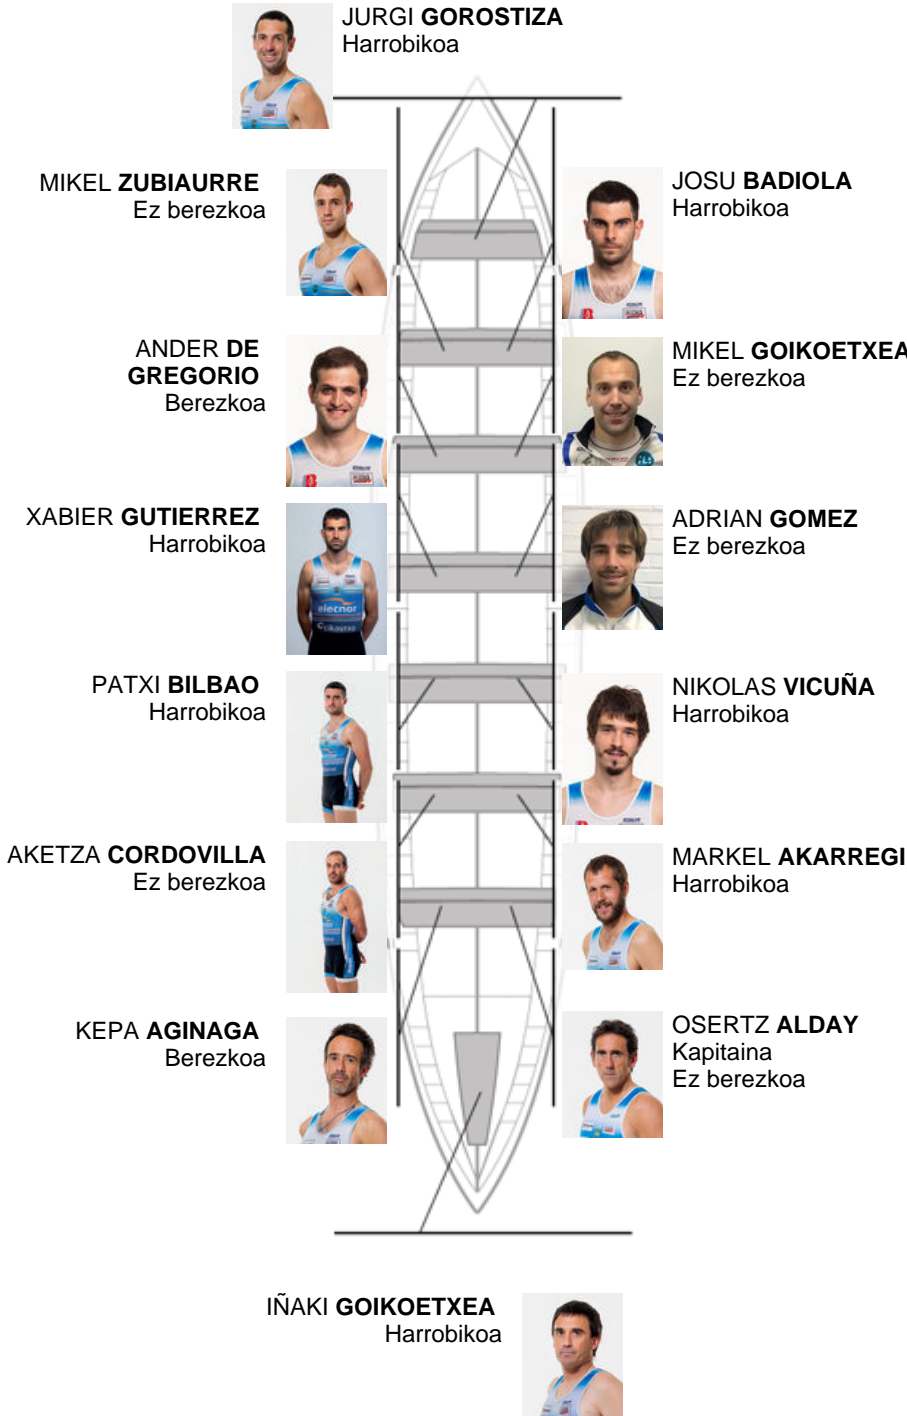 JURGI GOROSTIZA
Harrobikoa
MIKEL ZUBIAURRE
Ez berezkoa
JOSU BADIOLA
Harrobikoa
ANDER DE
GREGORIO
Berezkoa
MIKEL GOIKOETXEA
Ez berezkoa
XABIER GUTIERREZ
Harrobikoa
elecnor
ADRIAN GOMEZ
Ez berezkoa
PATXI BILBAO
Harrobikoa
NIKOLAS VICUÑA
Harrobikoa
AKETZA CORDOVILLA
Ez berezkoa
MARKEL AKARREGI
Harrobikoa
KEPA AGINAGA
Berezkoa
OSERTZ ALDAY
Kapitaina
Ez berezkoa
IÑAKI GOIKOETXEA
Harrobikoa